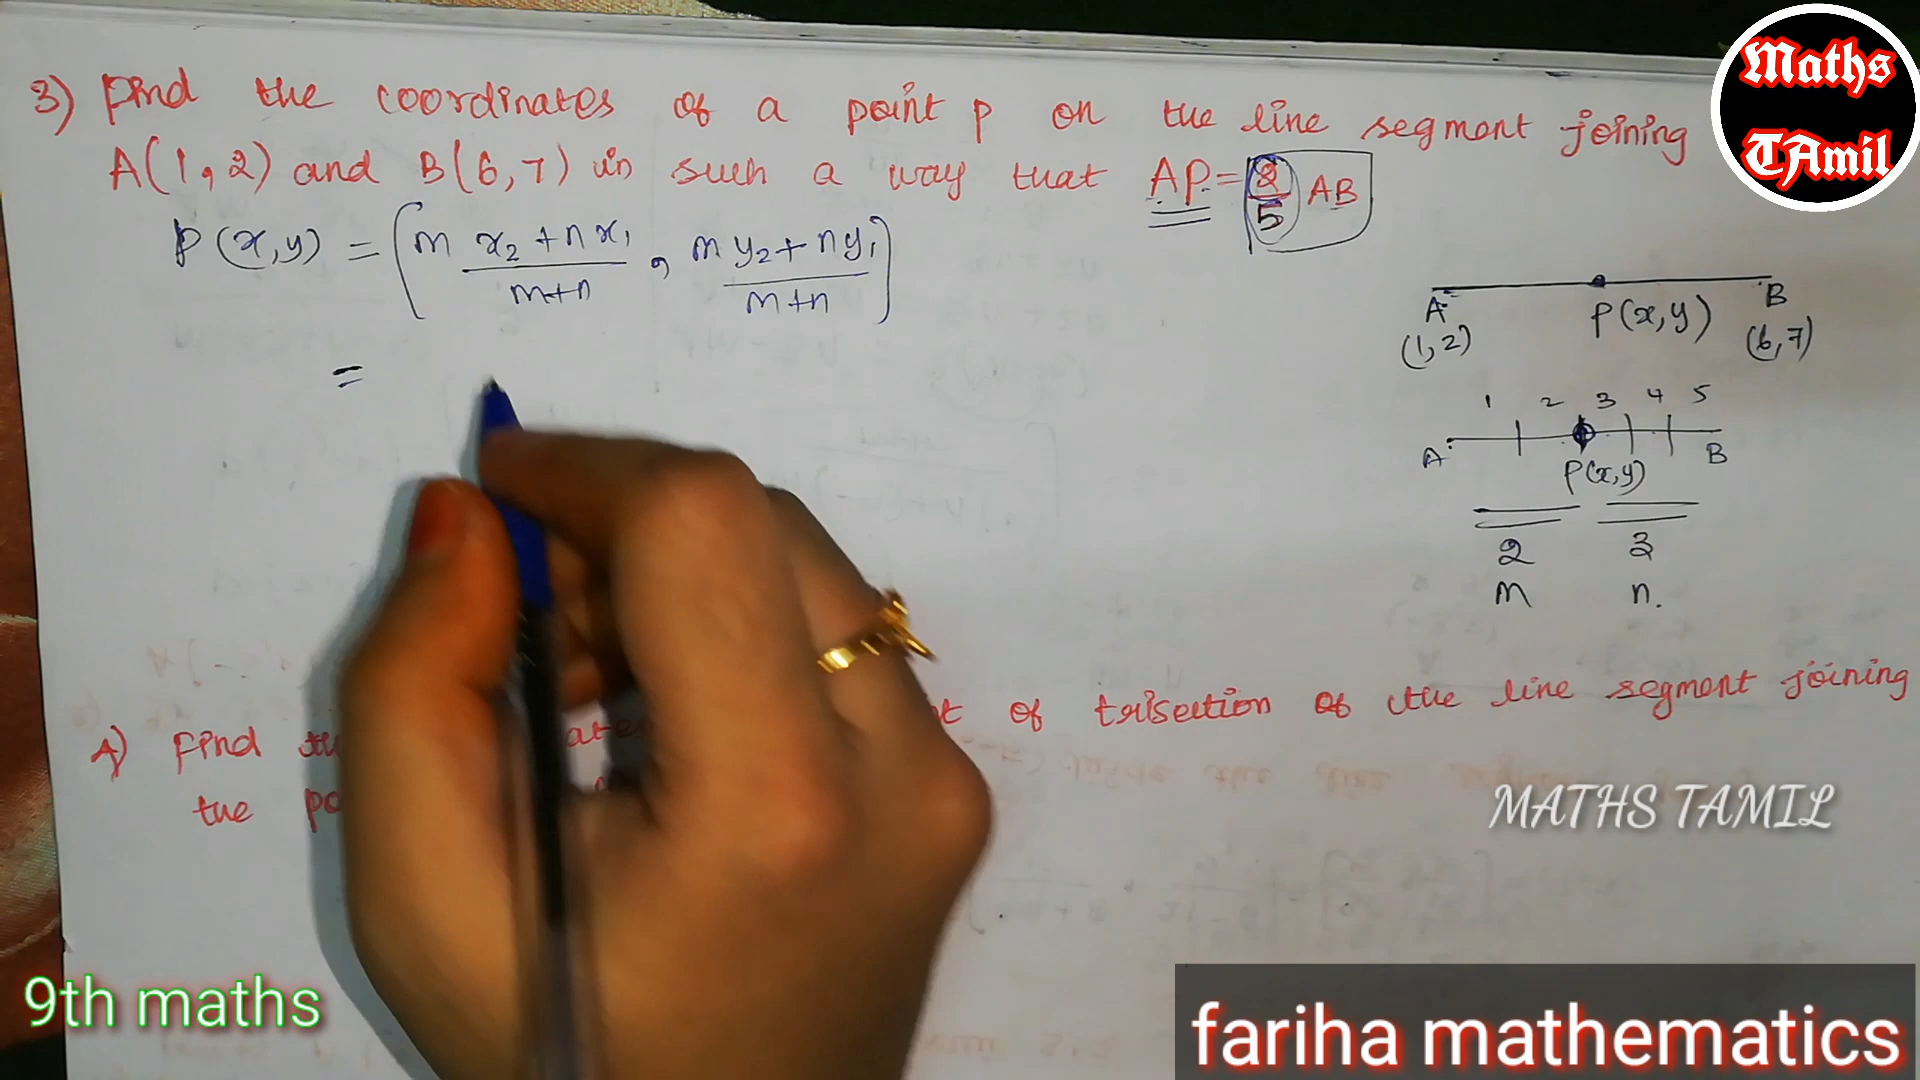 Maths
TAmil
3) Find the coordinates of a point P on the line segment joining
A(1,2) and B(6,7) in such a way that AP = 2/5 AB
P(x,y) = (m x₂ + n x₁ / m+n , m y₂ + n y₁ / m+n)
=
A B
(1,2) P(x,y) (6,7)
1 2 3 4 5
A P(x,y) B
2 3
m n.
4) Find of trisection of the line segment joining
the
MATHS TAMIL
9th maths
fariha mathematics